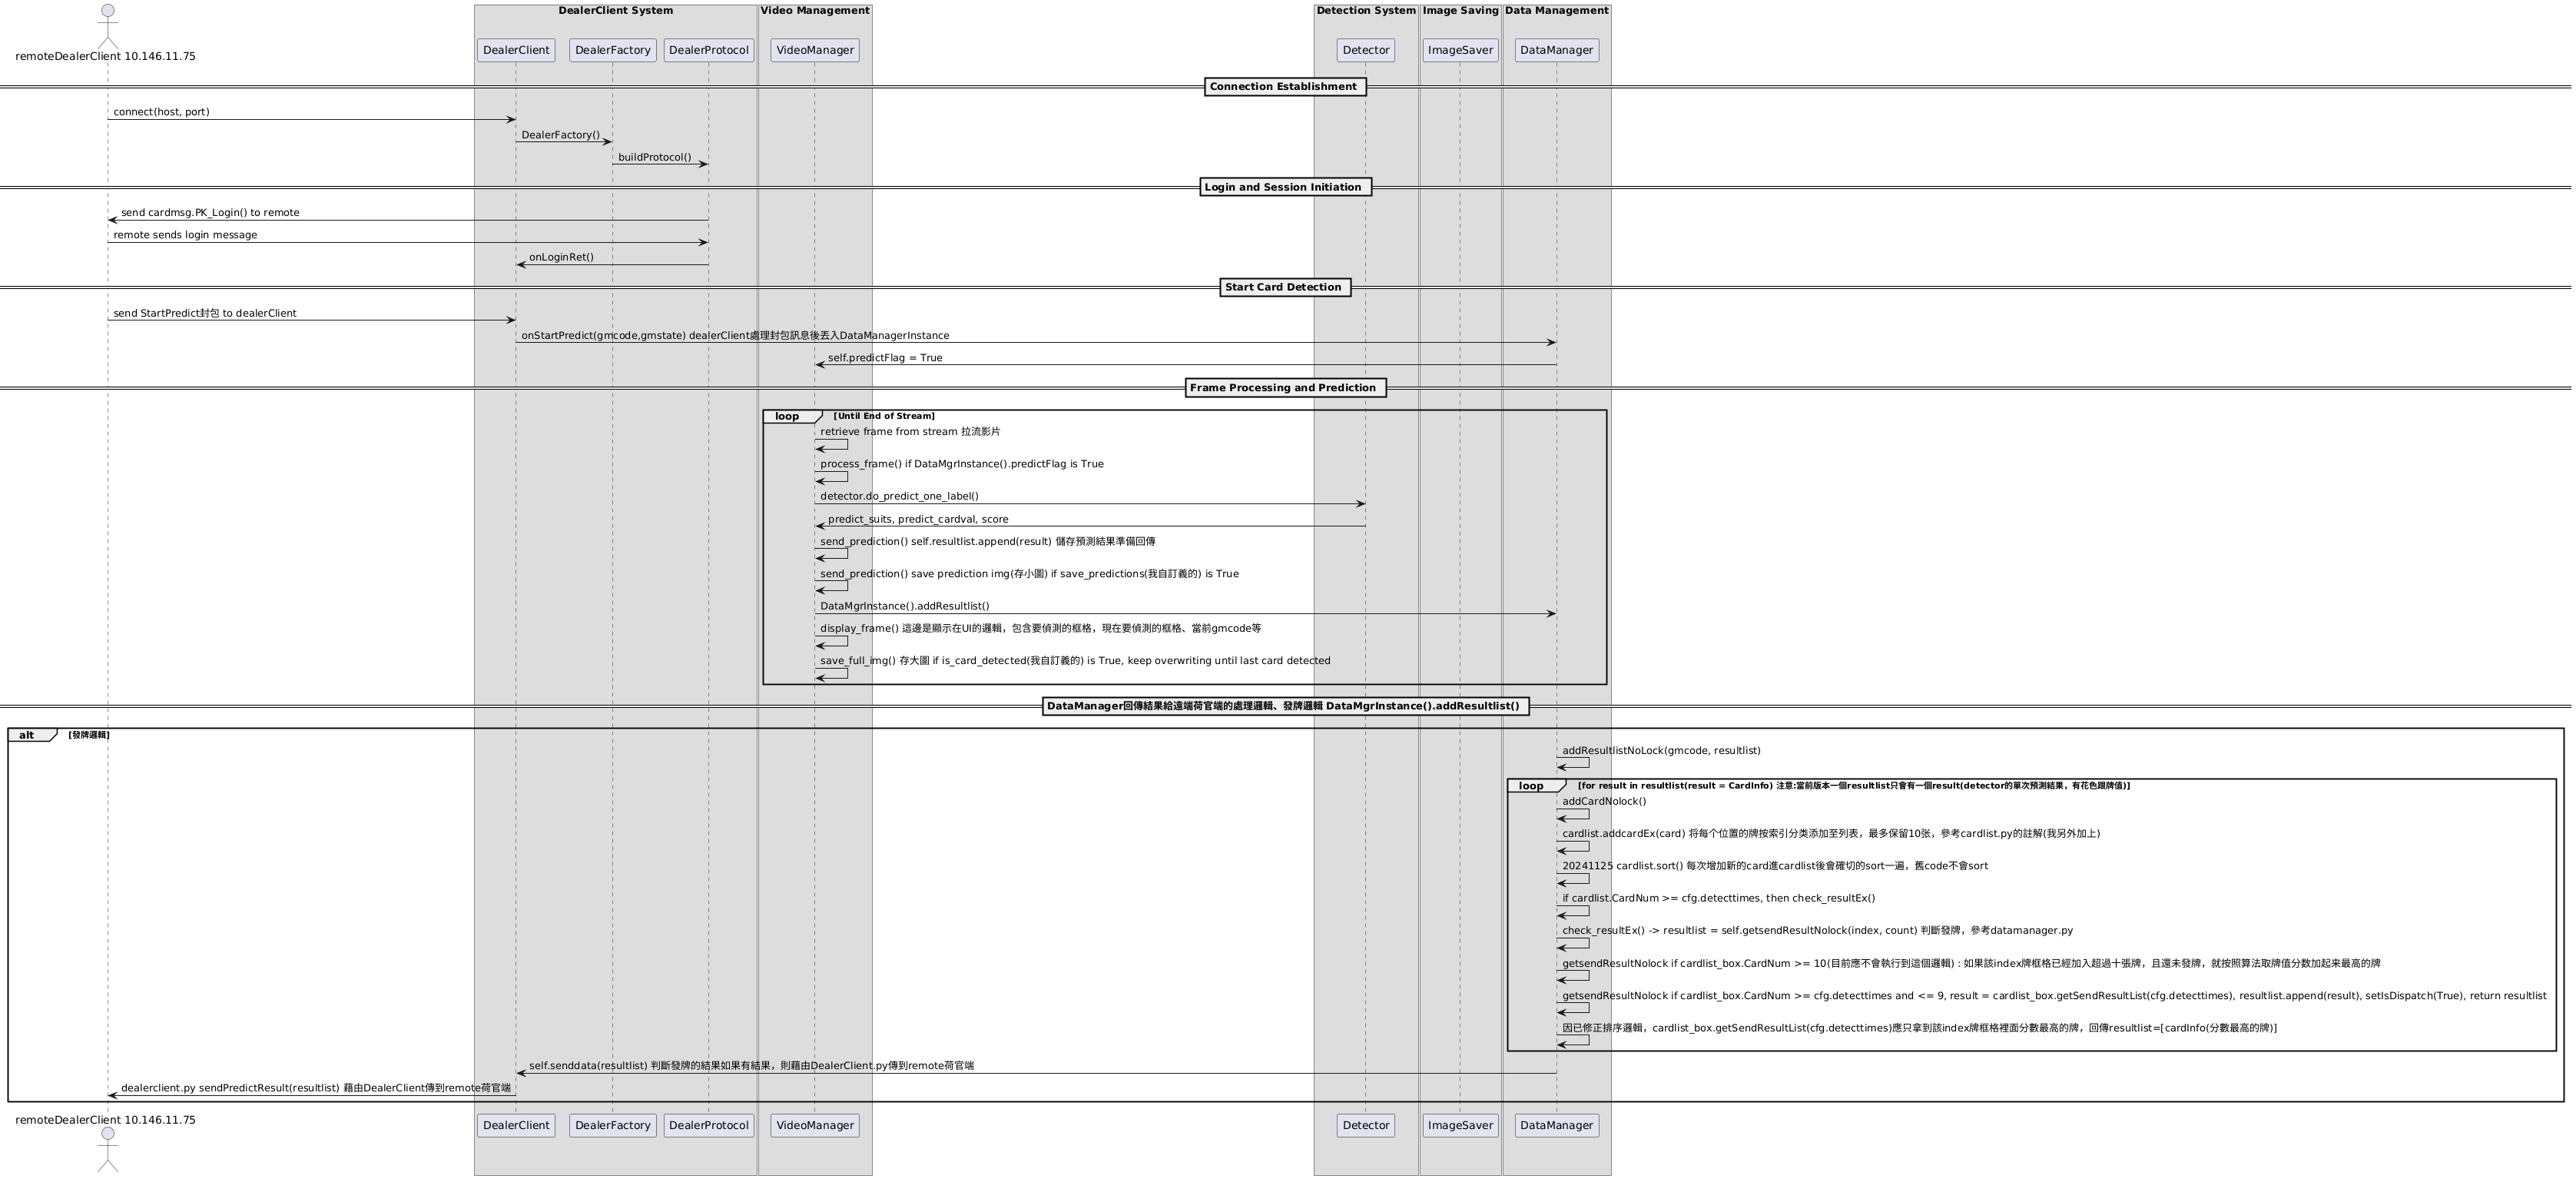 DealerClient System
Video Management
Detection System
Image Saving
Data Management
remoteDealerClient 10.146.11.75
DealerClient
DealerFactory
DealerProtocol
VideoManager
Detector
ImageSaver
DataManager
Connection Establishment
connect(host, port)
DealerFactory()
buildProtocol()
Login and Session Initiation
send cardmsg.PK_Login() to remote
remote sends login message
onLoginRet()
Start Card Detection
send StartPredict封包 to dealerClient
onStartPredict(gmcode,gmstate) dealerClient處理封包訊息後丟入DataManagerInstance
self.predictFlag = True
Frame Processing and Prediction
loop [Until End of Stream]
retrieve frame from stream 拉流影片
process_frame() if DataMgrInstance().predictFlag is True
detector.do_predict_one_label()
predict_suits, predict_cardval, score
send_prediction() self.resultlist.append(result) 儲存預測結果準備回傳
send_prediction() save prediction img(存小圖) if save_predictions(我自訂義的) is True
DataMgrInstance().addResultlist()
display_frame() 這邊是顯示在UI的邏輯，包含要偵測的框格，現在要偵測的框格、當前gmcode等
save_full_img() 存大圖 if is_card_detected(我自訂義的) is True, keep overwriting until last card detected
DataManager回傳結果給遠端荷官端的處理邏輯、發牌邏輯 DataMgrInstance().addResultlist()
alt [發牌邏輯]
addResultlistNoLock(gmcode, resultlist)
loop [for result in resultlist(result = CardInfo) 注意:當前版本一個resultlist只會有一個result(detector的單次預測結果，有花色跟牌值)]
addCardNolock()
cardlist.addcardEx(card) 将每个位置的牌按索引分类添加至列表，最多保留10张，參考cardlist.py的註解(我另外加上)
20241125 cardlist.sort() 每次增加新的card進cardlist後會確切的sort一遍，舊code不會sort
if cardlist.CardNum >= cfg.detecttimes, then check_resultEx()
check_resultEx() -> resultlist = self.getsendResultNolock(index, count) 判斷發牌，參考datamanager.py
getsendResultNolock if cardlist_box.CardNum >= 10(目前應不會執行到這個邏輯) : 如果該index牌框格已經加入超過十張牌，且還未發牌，就按照算法取牌值分数加起来最高的牌
getsendResultNolock if cardlist_box.CardNum >= cfg.detecttimes and <= 9, result = cardlist_box.getSendResultList(cfg.detecttimes), resultlist.append(result), setIsDispatch(True), return resultlist
因已修正排序邏輯，cardlist_box.getSendResultList(cfg.detecttimes)應只拿到該index牌框格裡面分數最高的牌，回傳resultlist=[cardInfo(分數最高的牌)]
self.senddata(resultlist) 判斷發牌的結果如果有結果，則藉由DealerClient.py傳到remote荷官端
dealerclient.py sendPredictResult(resultlist) 藉由DealerClient傳到remote荷官端
remoteDealerClient 10.146.11.75
DealerClient
DealerFactory
DealerProtocol
VideoManager
Detector
ImageSaver
DataManager